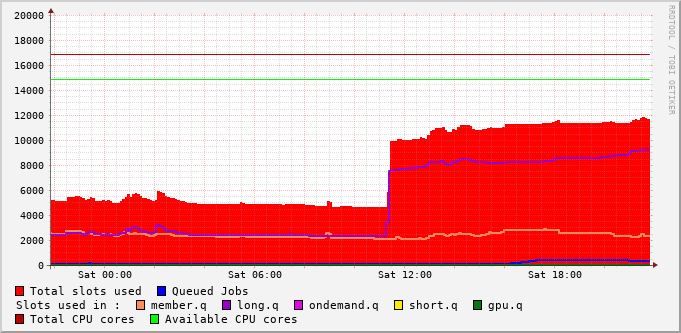 20000
18000
16000
14000
12000
10000
8000
6000
4000
2000
0
Sat 00:00 Sat 06:00 Sat 12:00 Sat 18:00
Total slots used Queued Jobs
Slots used in : member.q long.q ondemand.q short.q gpu.q
Total CPU cores Available CPU cores
RRDTOOL / TOBI OETIKER